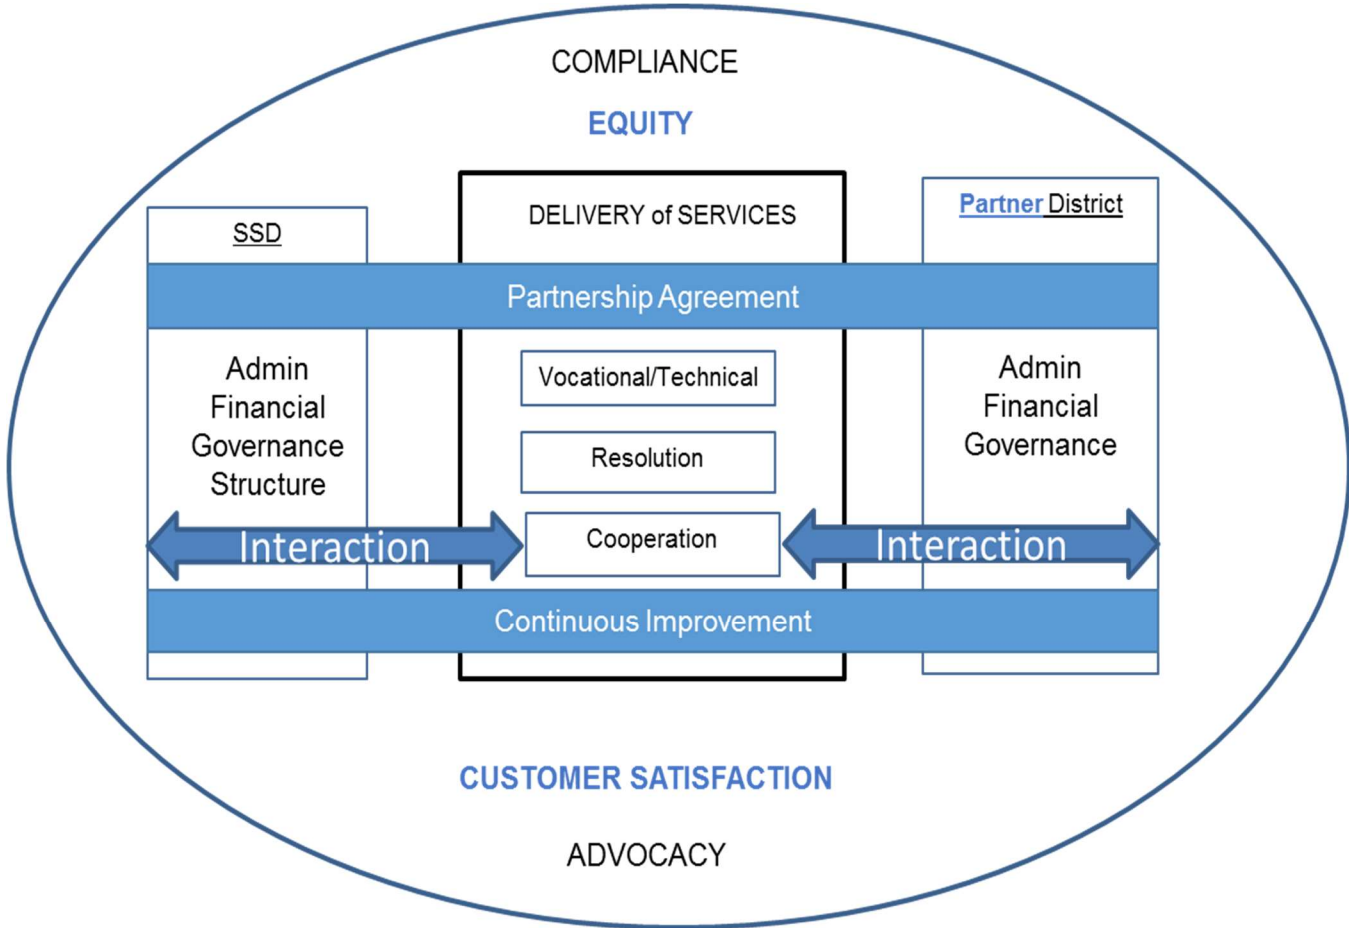 COMPLIANCE
EQUITY
SSD
DELIVERY of SERVICES
Partner District
Partnership Agreement
Admin
Financial
Governance
Structure
Vocational/Technical
Resolution
Cooperation
Admin
Financial
Governance
Interaction
Interaction
Continuous Improvement
CUSTOMER SATISFACTION
ADVOCACY